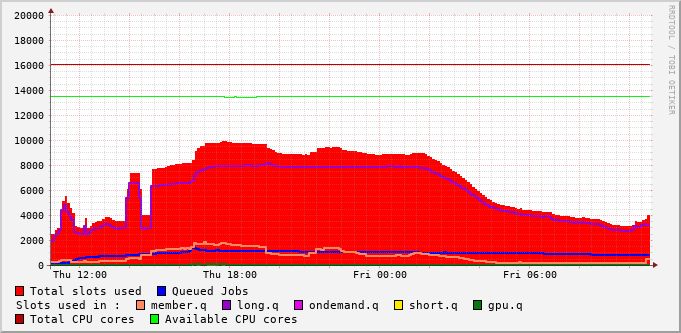 20000
18000
16000
14000
12000
10000
8000
6000
4000
2000
0
Thu 12:00 Thu 18:00 Fri 00:00 Fri 06:00
RRDTOOL / TOBI OETIKER
Total slots used Queued Jobs
Slots used in : member.q long.q ondemand.q short.q gpu.q
Total CPU cores Available CPU cores